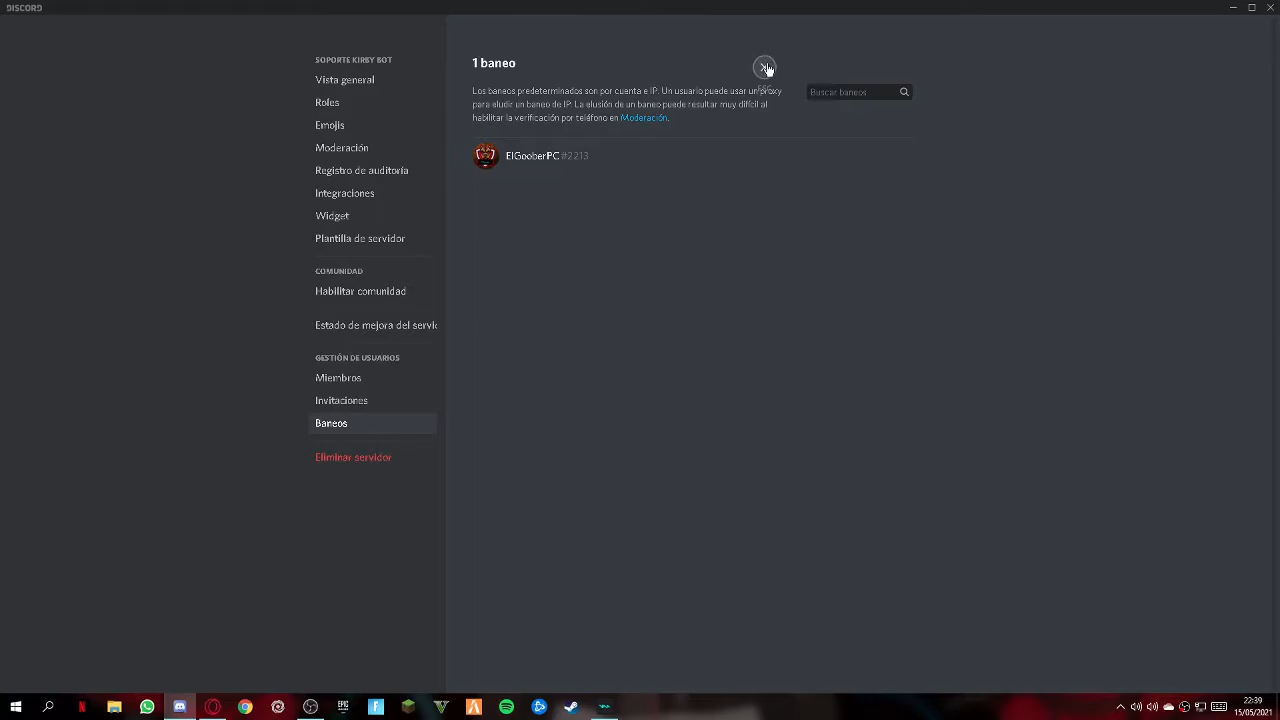 DISCORD
SOPORTE KIRBY BOT
Vista general
Roles
Emojis
Moderación
Registro de auditoría
Integraciones
Widget
Plantilla de servidor
COMUNIDAD
Habilitar comunidad
Estado de mejora del servic
GESTIÓN DE USUARIOS
Miembros
Invitaciones
Baneos
Eliminar servidor
1 baneo
Los baneos predeterminados son por cuenta e IP. Un usuario puede usar un proxy
para eludir un baneo de IP. La elusión de un baneo puede resultar muy difícil al
habilitar la verificación por teléfono en Moderación.
ESC
Buscar baneos
ElGooberPC #2213
EPIC
22:39
15/05/2021